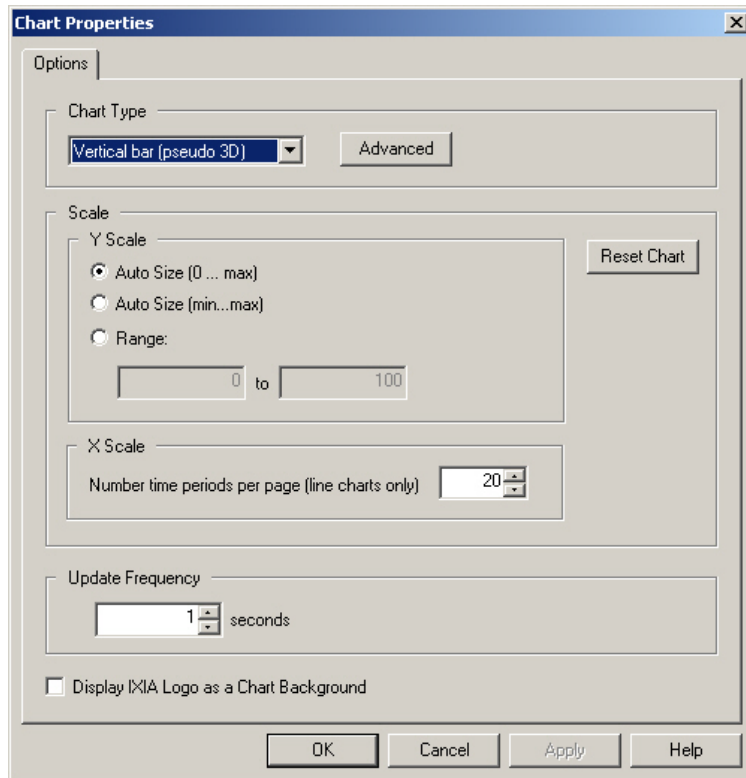 Chart Properties
Options
Chart Type
Vertical bar (pseudo 3D)
Advanced
Scale
Y Scale
Reset Chart
Auto Size (0 ... max)
Auto Size (min...max)
Range:
0 to 100
X Scale
Number time periods per page (line charts only) 20
Update Frequency
1 seconds
Display IXIA Logo as a Chart Background
OK Cancel Apply Help